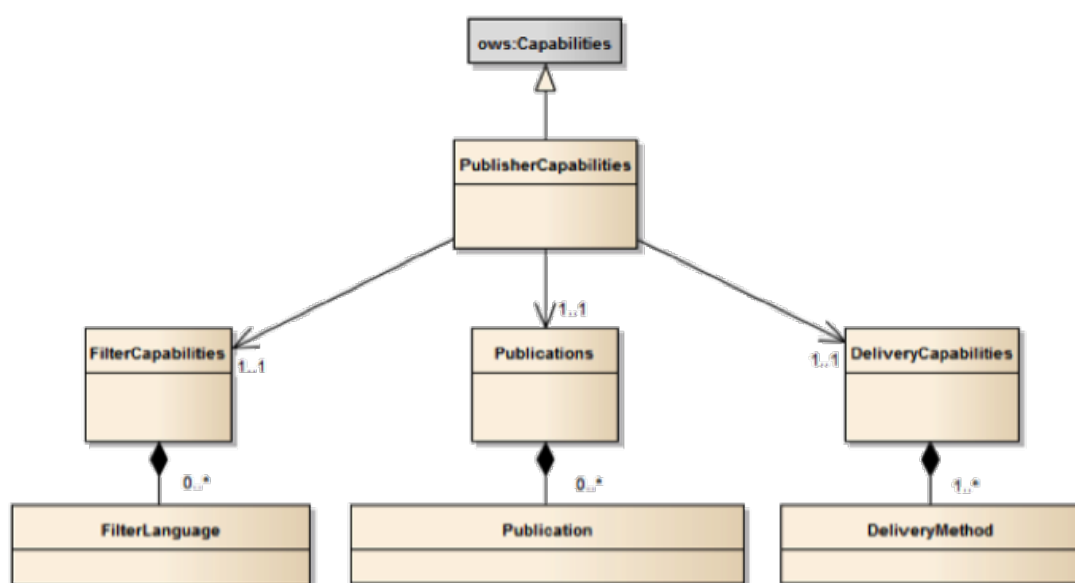 ows:Capabilities
PublisherCapabilities
1..1
FilterCapabilities
Publications
DeliveryCapabilities
1..1
1..1
0..*
0..*
1..*
FilterLanguage
Publication
DeliveryMethod